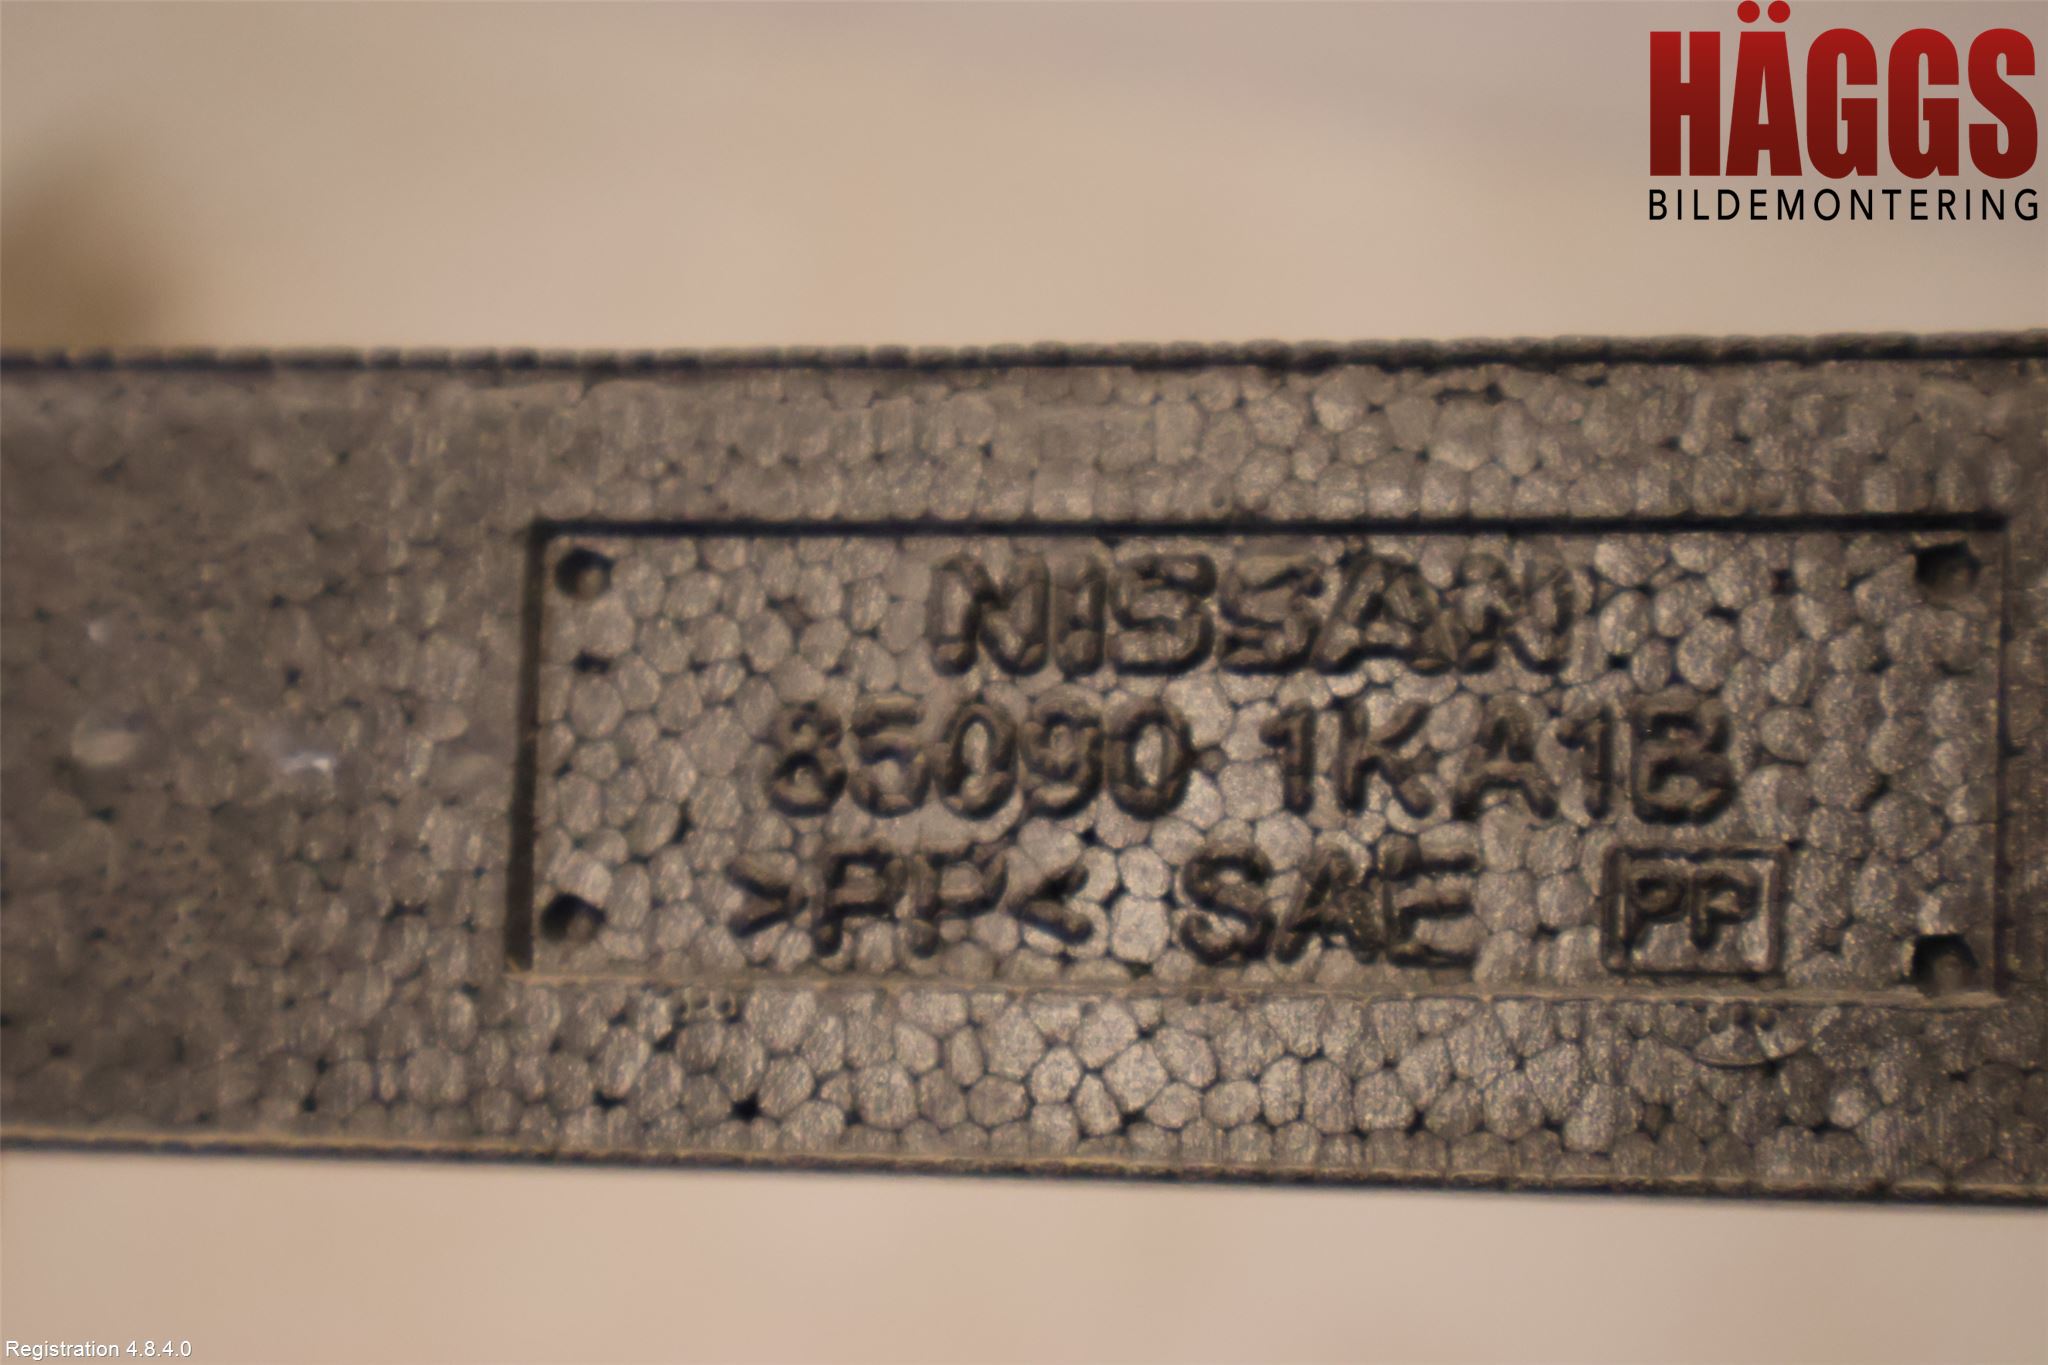 HÄGGS
BILDEMONTERING
NISSAN
85090 1KA1B
>PP< SAE PP
Registration 4.8.4.0